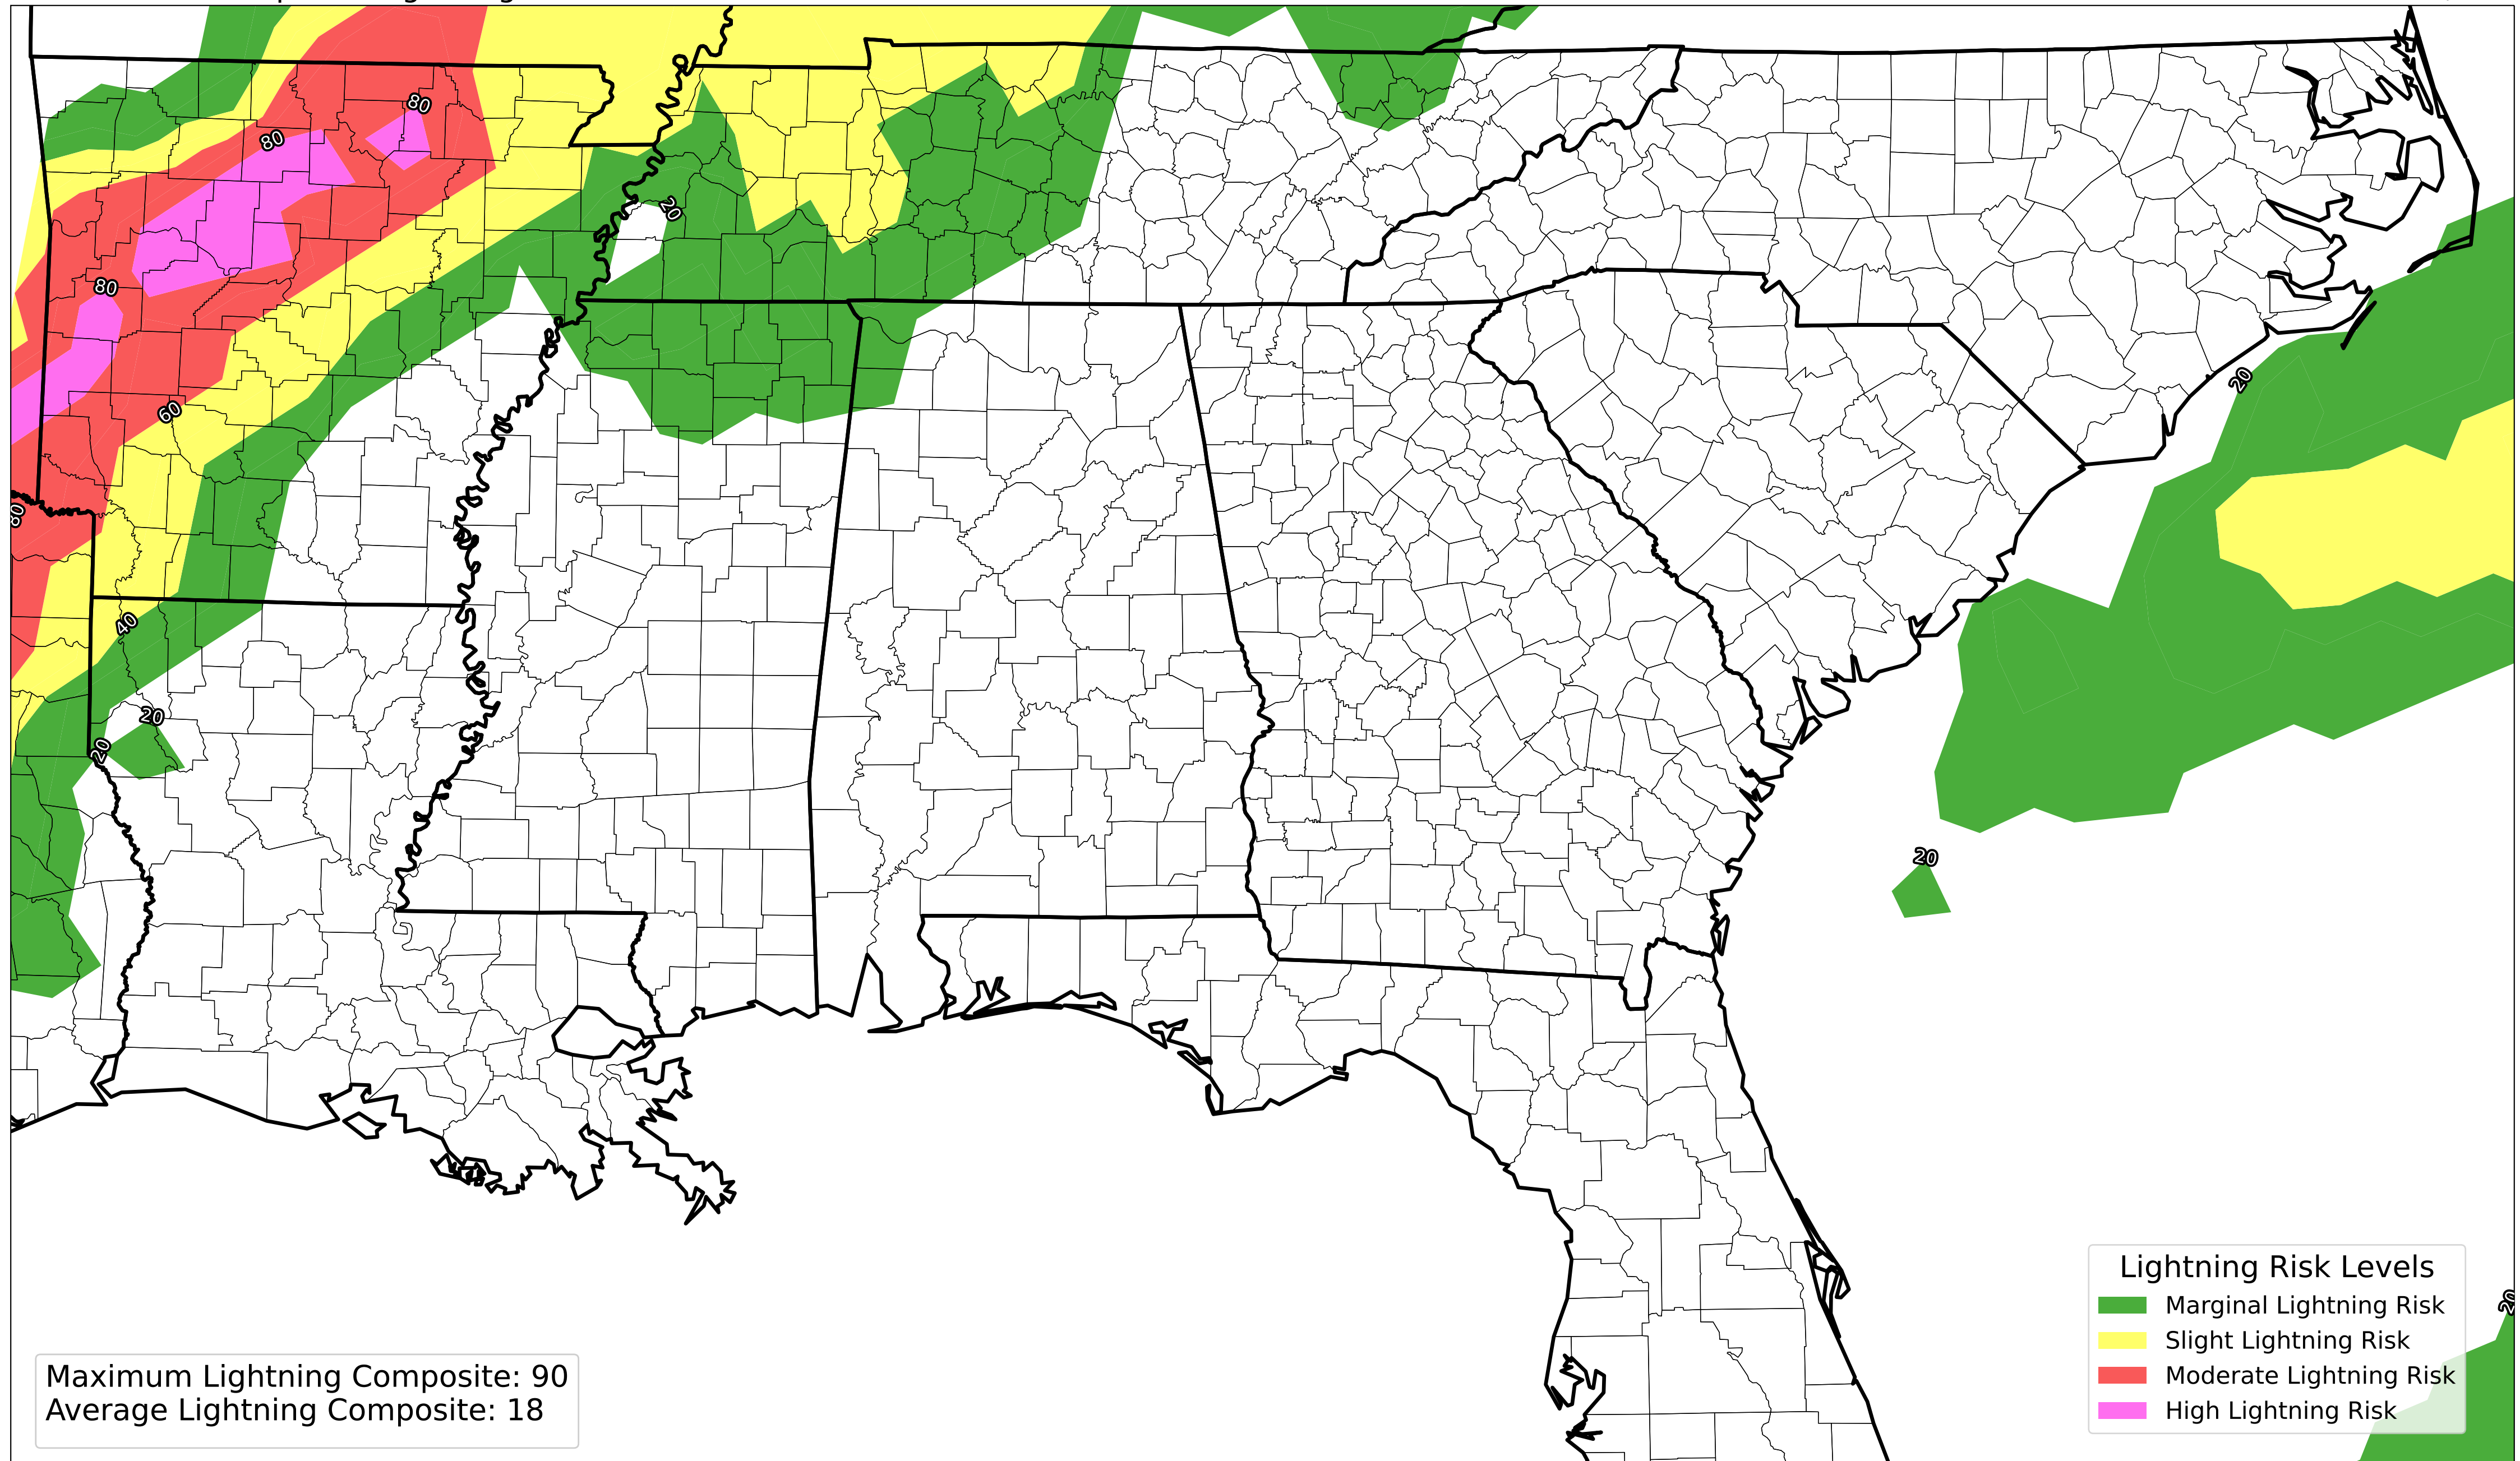 80
80
20
80
20
60
80
40
20
20
20
20
Lightning Risk Levels
Marginal Lightning Risk
Slight Lightning Risk
Moderate Lightning Risk
High Lightning Risk
Maximum Lightning Composite: 90
Average Lightning Composite: 18